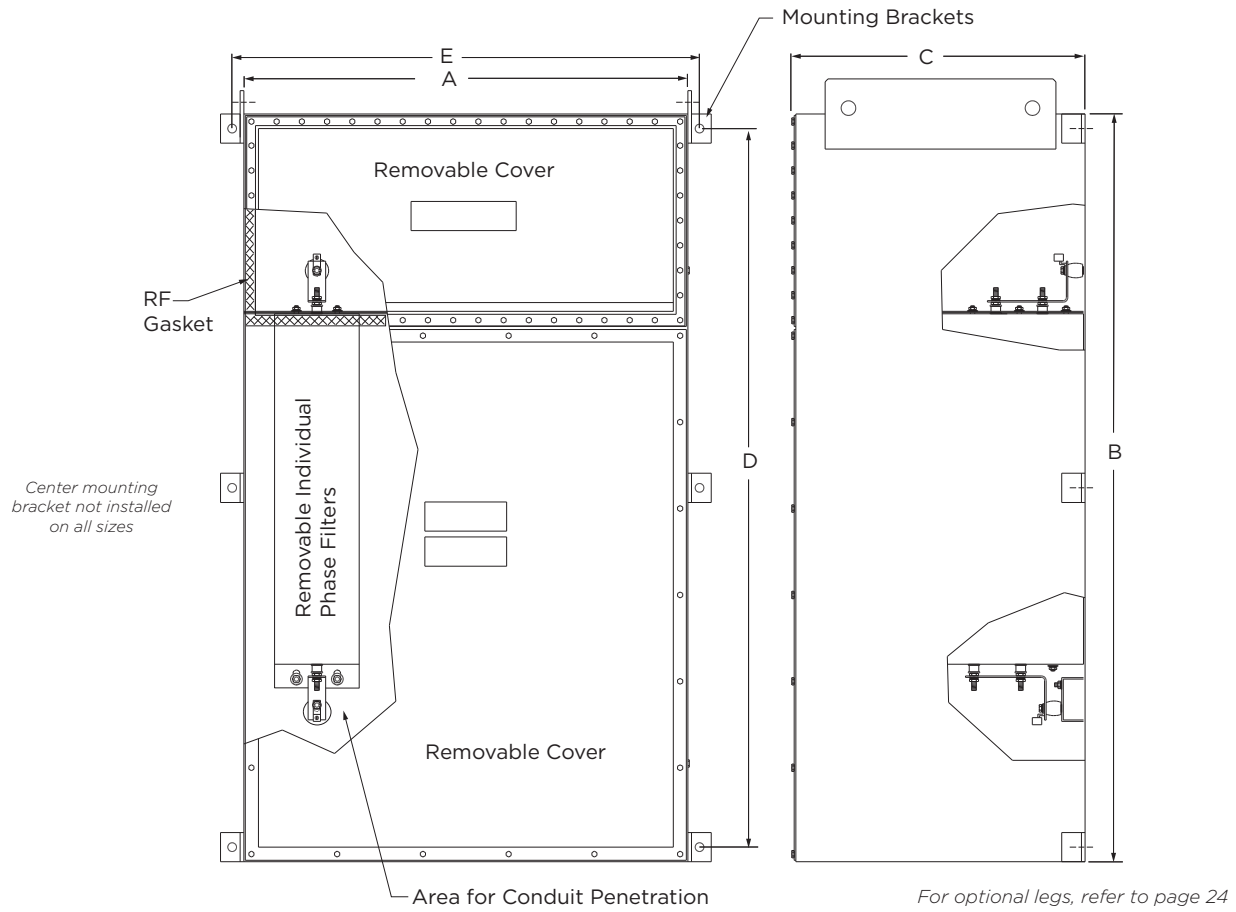 Mounting Brackets
E
A
C
Removable Cover
RF
Gasket
Removable Individual
Phase Filters
D
B
Center mounting
bracket not installed
on all sizes
Removable Cover
Area for Conduit Penetration
For optional legs, refer to page 24